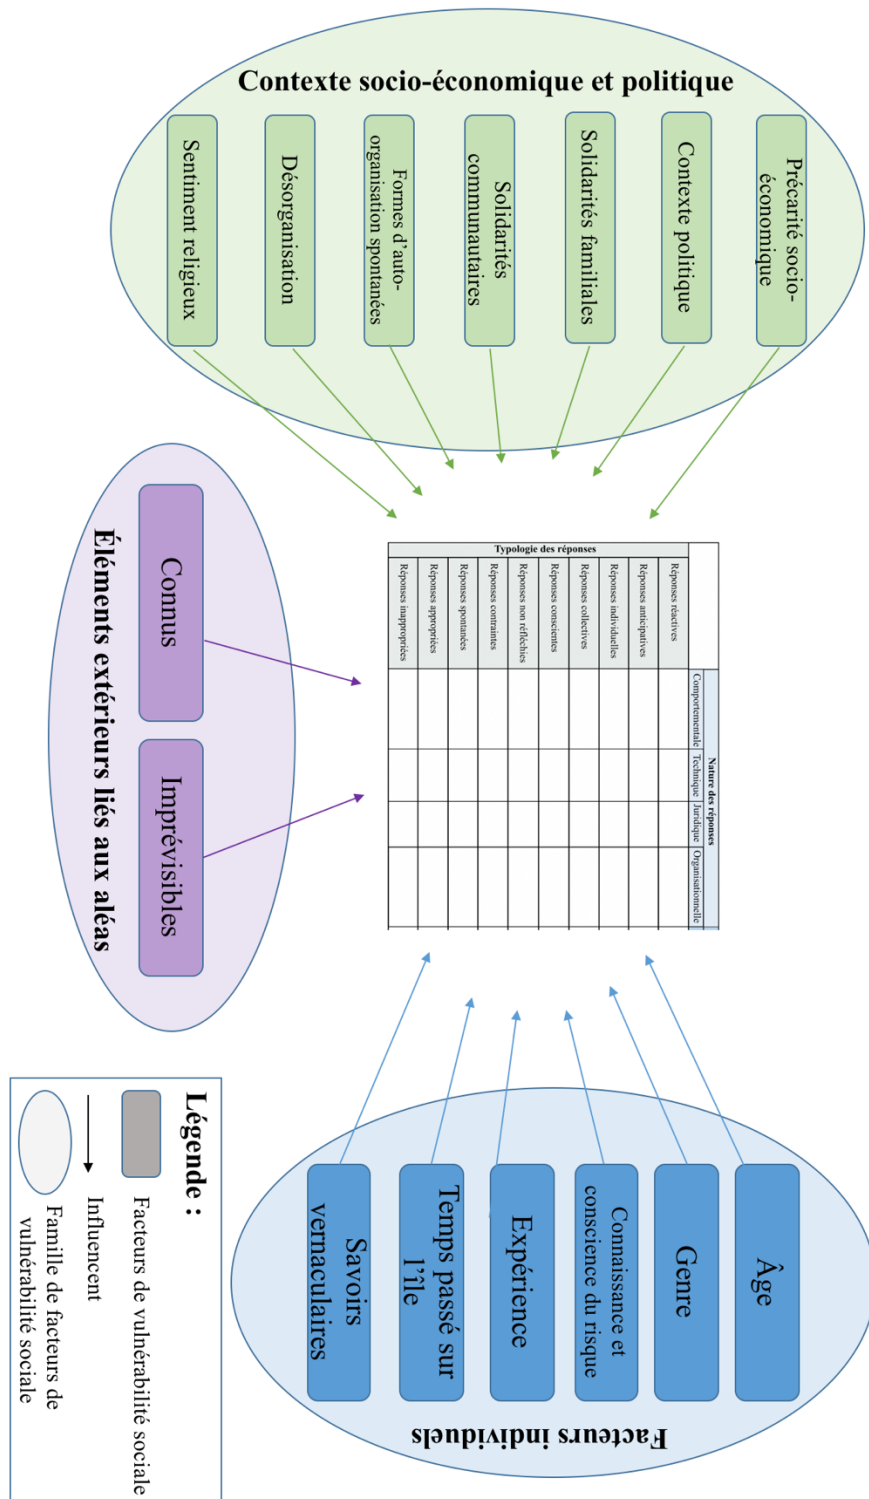 Contexte socio-économique et politique
Précarité socio-
économique
Contexte politique
Solidarités familiales
Solidarités
communautaires
Formes d'auto-
organisation spontanées
Désorganisation
Sentiment religieux
Nature des réponses
Comportementale
Technique
Juridique
Organisationnelle
Typologie des réponses
Réponses réactives
Réponses anticipatives
Réponses individuelles
Réponses collectives
Réponses conscientes
Réponses non réfléchies
Réponses contraintes
Réponses spontanées
Réponses appropriées
Réponses inappropriées
Facteurs individuels
Âge
Genre
Connaissance et
conscience du risque
Expérience
Temps passé sur
l'île
Savoirs
vernaculaires
Connus
Imprévisibles
Éléments extérieurs liés aux aléas
Légende :
Facteurs de vulnérabilité sociale
Influencent
Famille de facteurs de
vulnérabilité sociale